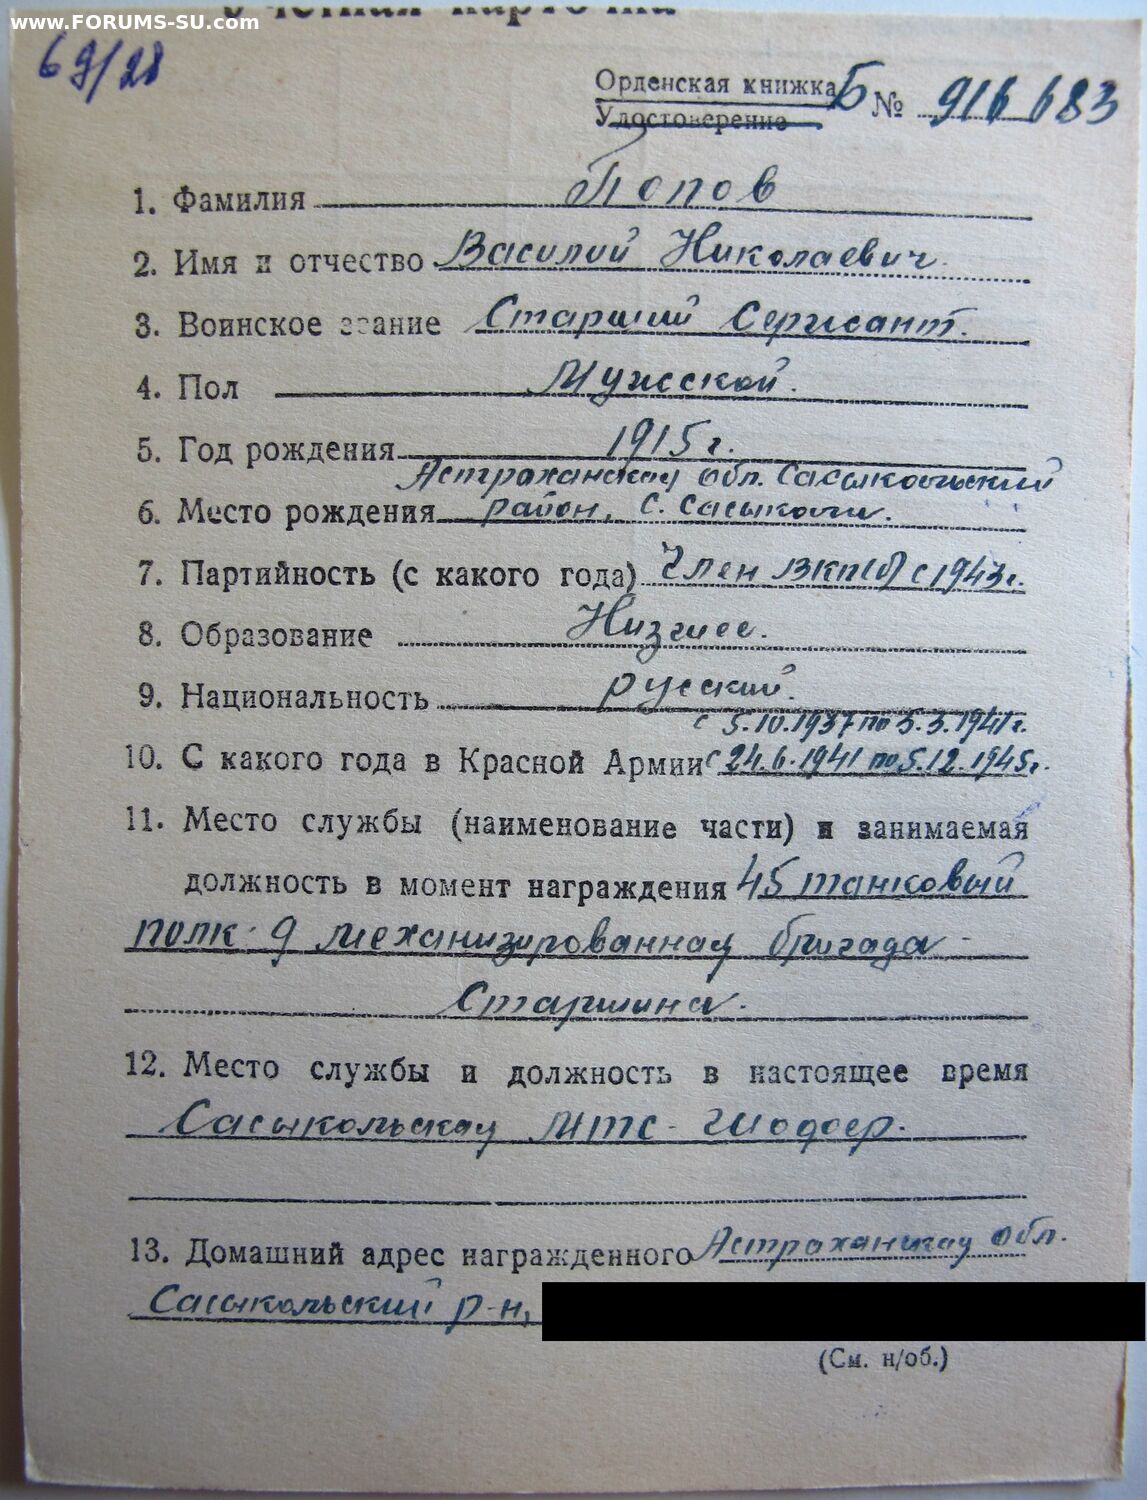 www.FORUMS-SU.com
Учетная карточка
69/28
Орденская книжка Б № 916683
Удостоверение
1. Фамилия Попов
2. Имя и отчество Василий Николаевич
3. Воинское звание Старший Сержант.
4. Пол Мужской.
5. Год рождения 1915 г.
Астраханская обл. Сасыкольский
6. Место рождения район, с. Сасыколи.
7. Партийность (с какого года) Член ВКП(б) с 1943 г.
8. Образование Низшее.
9. Национальность русский.
с 5.10.1937 по 5.3.1941 г.
10. С какого года в Красной Армии с 24.6.1941 по 5.12.1945 г.
11. Место службы (наименование части) и занимаемая
должность в момент награждения 45 танковый
полк 9 механизированная бригада -
Старшина.
12. Место службы и должность в настоящее время
Сасыкольская МТС - шофер.
13. Домашний адрес награжденного Астраханская обл.
Сасыкольский р-н,
(См. н/об.)